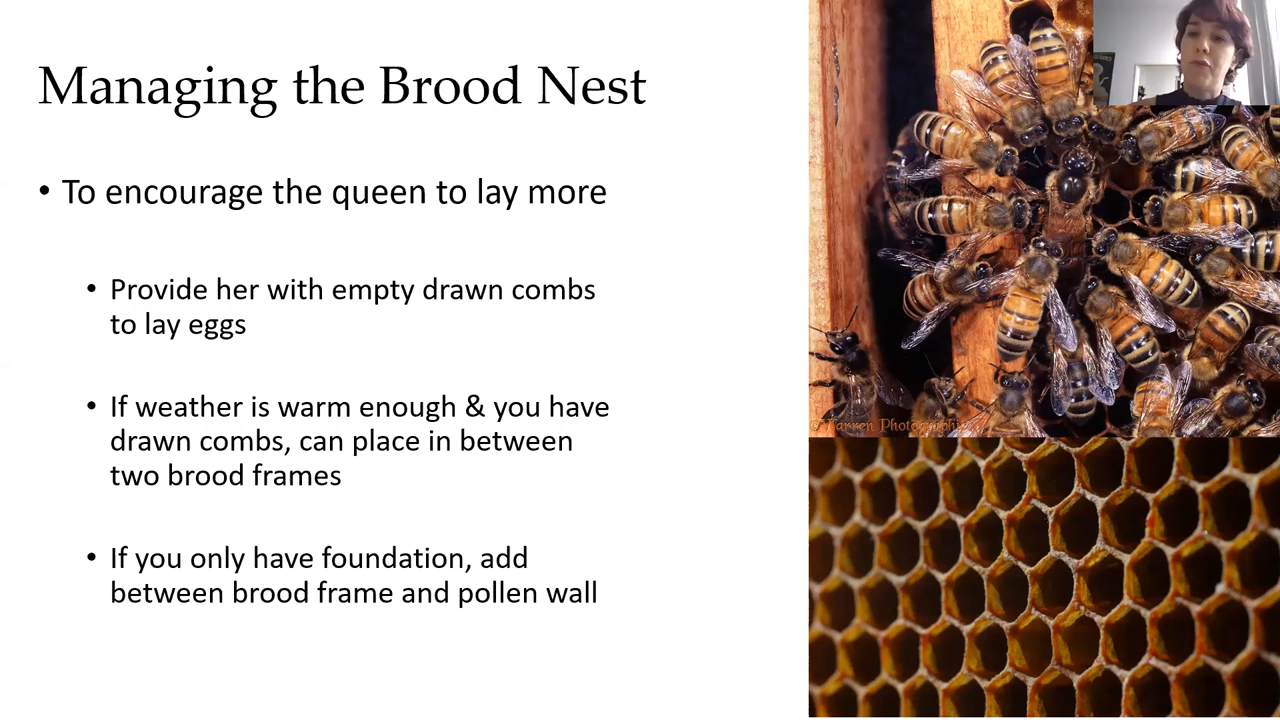 Managing the Brood Nest
• To encourage the queen to lay more
• Provide her with empty drawn combs
to lay eggs
• If weather is warm enough & you have
drawn combs, can place in between
two brood frames
• If you only have foundation, add
between brood frame and pollen wall
©Warren Photographic